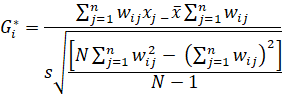 G_i^* = \frac{\sum_{j=1}^{n} w_{ij} x_{j} - \bar{x} \sum_{j=1}^{n} w_{ij}}{s \sqrt{\frac{\left[ N \sum_{j=1}^{n} w_{ij}^2 - \left( \sum_{j=1}^{n} w_{ij} \right)^2 \right]}{N-1}}}